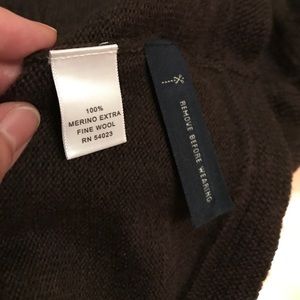 100%
MERINO EXTRA
FINE WOOL
RN 54023
REMOVE BEFORE WEARING